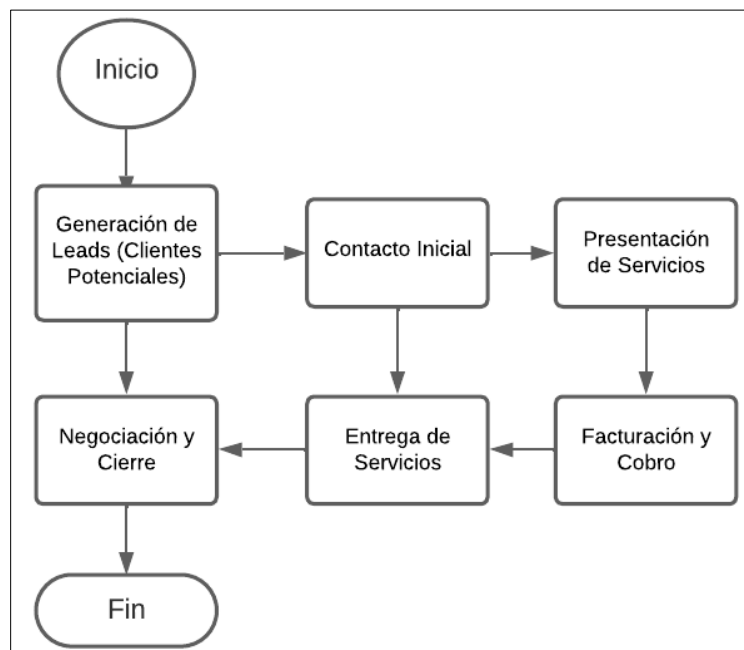 Inicio
Generación de
Leads (Clientes
Potenciales)
Contacto Inicial
Presentación
de Servicios
Negociación y
Cierre
Entrega de
Servicios
Facturación y
Cobro
Fin